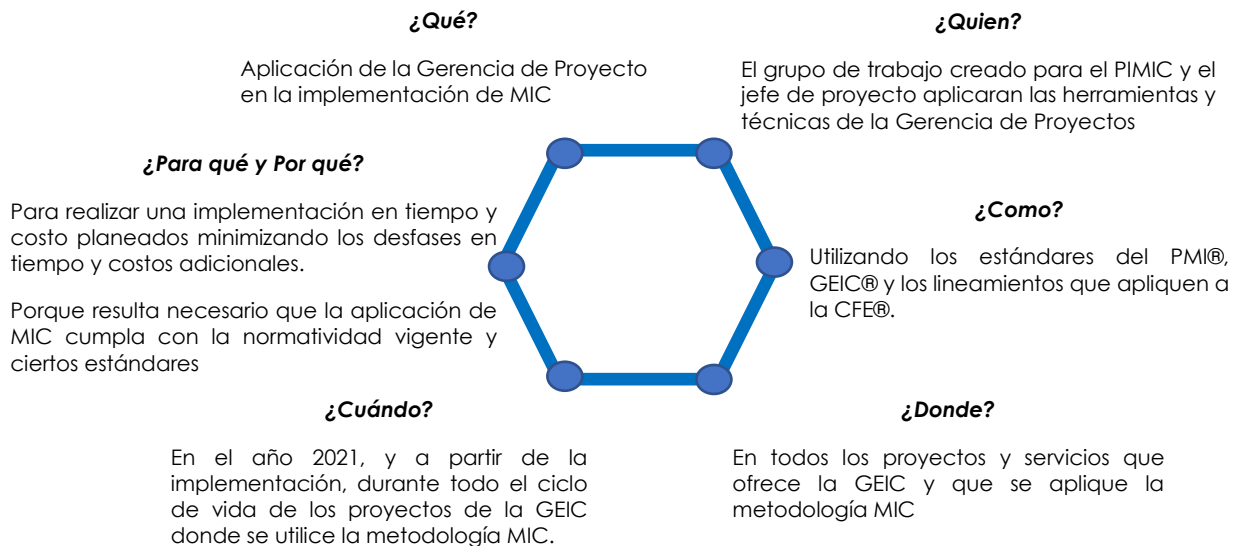 ¿Qué?
Aplicación de la Gerencia de Proyecto
en la implementación de MIC
¿Quien?
El grupo de trabajo creado para el PIMIC y el
jefe de proyecto aplicaran las herramientas y
técnicas de la Gerencia de Proyectos
¿Para qué y Por qué?
Para realizar una implementación en tiempo y
costo planeados minimizando los desfases en
tiempo y costos adicionales.
Porque resulta necesario que la aplicación de
MIC cumpla con la normatividad vigente y
ciertos estándares
¿Como?
Utilizando los estándares del PMI®,
GEIC® y los lineamientos que apliquen a
la CFE®.
¿Cuándo?
En el año 2021, y a partir de la
implementación, durante todo el ciclo
de vida de los proyectos de la GEIC
donde se utilice la metodología MIC.
¿Donde?
En todos los proyectos y servicios que
ofrece la GEIC y que se aplique la
metodología MIC